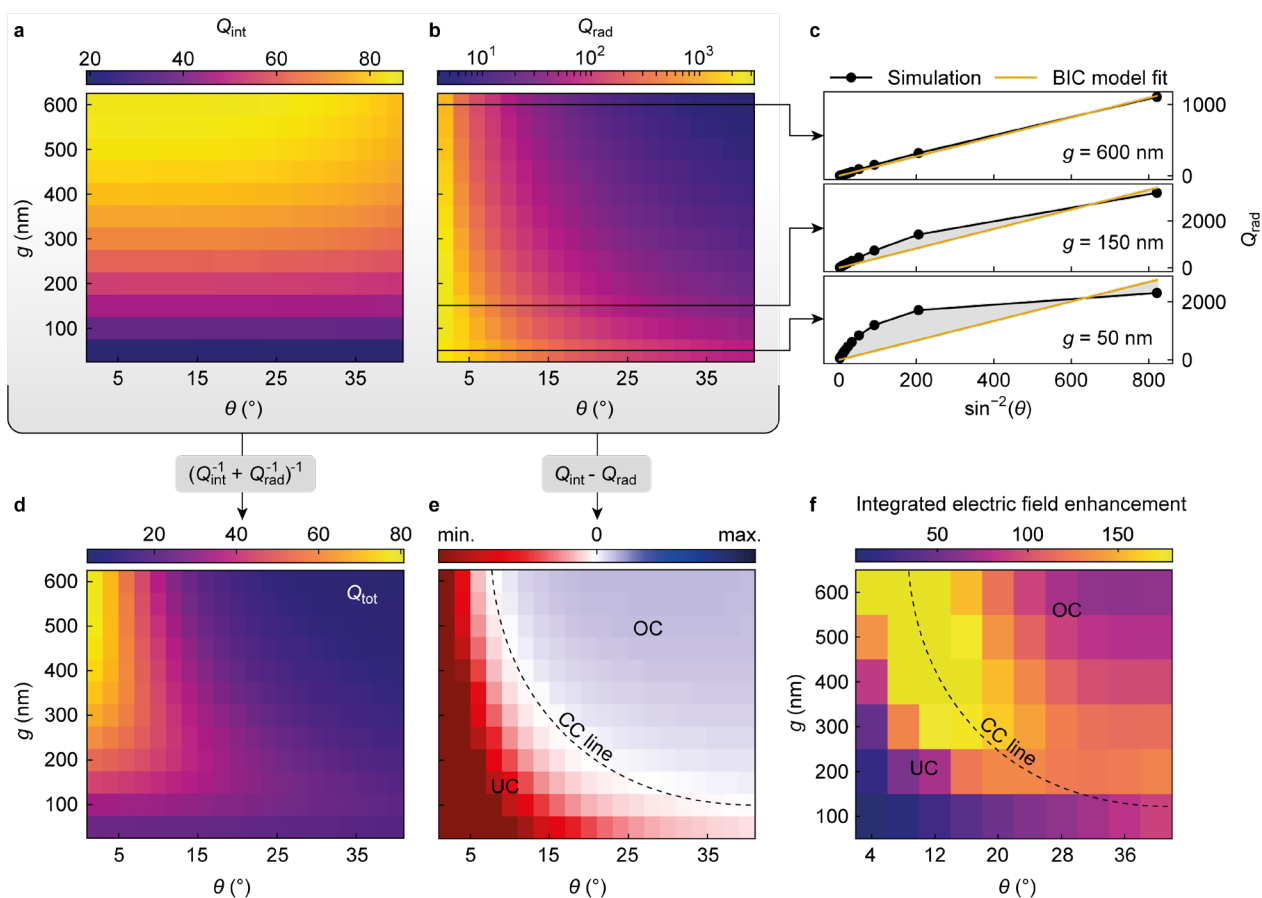 a
Q_int
20 40 60 80
b
Q_rad
10^1 10^2 10^3
c
Simulation BIC model fit
600
500
400
300
200
100
g (nm)
5 15 25 35
θ (°)
5 15 25 35
θ (°)
g = 600 nm
1000
0
g = 150 nm
2000
0
g = 50 nm
2000
0
Q_rad
0 200 400 600 800
sin^−2(θ)
(Q_int^-1 + Q_rad^-1)^-1
Q_int - Q_rad
d
20 40 60 80
Q_tot
600
500
400
300
200
100
g (nm)
5 15 25 35
θ (°)
e
min. 0 max.
OC
CC line
UC
5 15 25 35
θ (°)
f
Integrated electric field enhancement
50 100 150
600
500
400
300
200
100
g (nm)
OC
CC line
UC
4 12 20 28 36
θ (°)